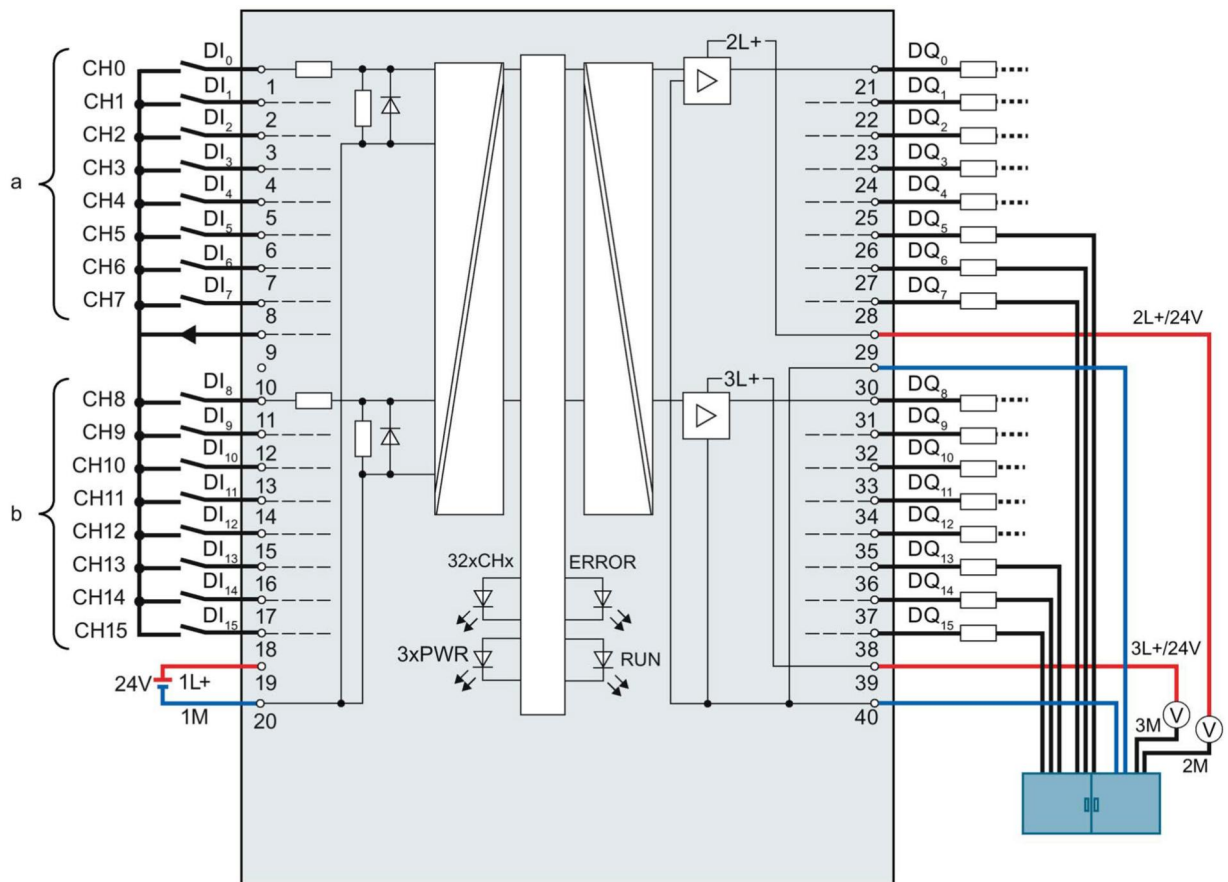 2L+
CH0 DI0 DQ0
1 21
CH1 DI1 DQ1
2 22
CH2 DI2 DQ2
3 23
CH3 DI3 DQ3
4 24
a
CH4 DI4 DQ4
5 25
CH5 DI5 DQ5
6 26
CH6 DI6 DQ6
7 27
CH7 DI7 DQ7
8 28
2L+/24V
9 29
3L+
10 30
CH8 DI8 DQ8
11 31
CH9 DI9 DQ9
12 32
CH10 DI10 DQ10
13 33
CH11 DI11 DQ11
b
14 34
CH12 DI12 DQ12
15 35
CH13 DI13 32xCHx ERROR DQ13
16 36
CH14 DI14 DQ14
17 37
CH15 DI15 DQ15
18 3xPWR RUN 38
3L+/24V
24V 1L+ 19 39
1M 20 40
V
3M V
2M